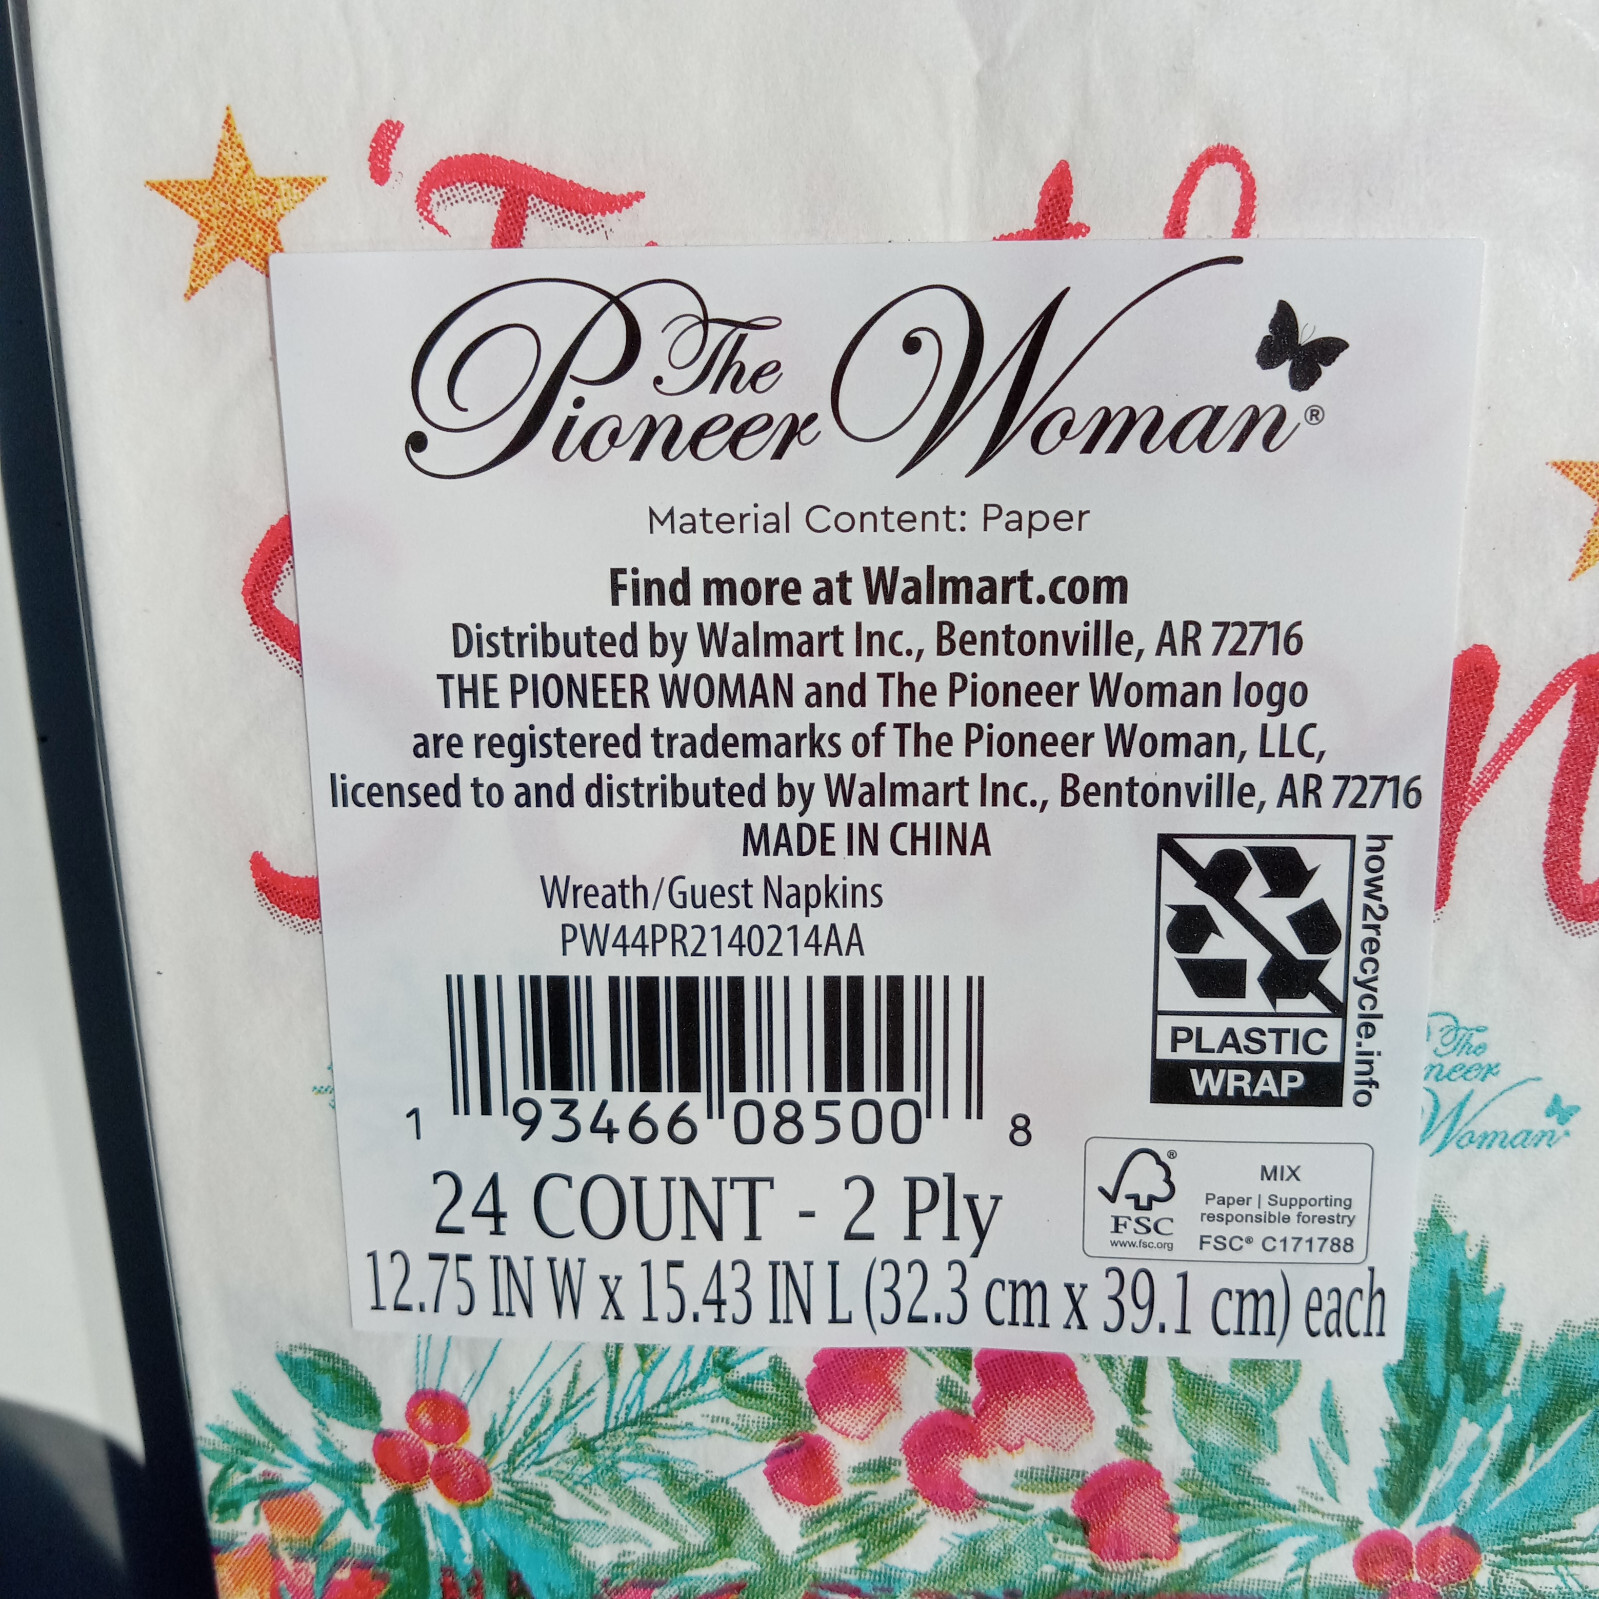 The
Pioneer Woman®
Material Content: Paper
Find more at Walmart.com
Distributed by Walmart Inc., Bentonville, AR 72716
THE PIONEER WOMAN and The Pioneer Woman logo
are registered trademarks of The Pioneer Woman, LLC,
licensed to and distributed by Walmart Inc., Bentonville, AR 72716
MADE IN CHINA
Wreath/Guest Napkins
PW44PR2140214AA
1 93466 08500 8
how2recycle.info
PLASTIC
WRAP
The
Woman
FSC®
www.fsc.org
MIX
Paper | Supporting
responsible forestry
FSC® C171788
24 COUNT - 2 Ply
12.75 IN W x 15.43 IN L (32.3 cm x 39.1 cm) each